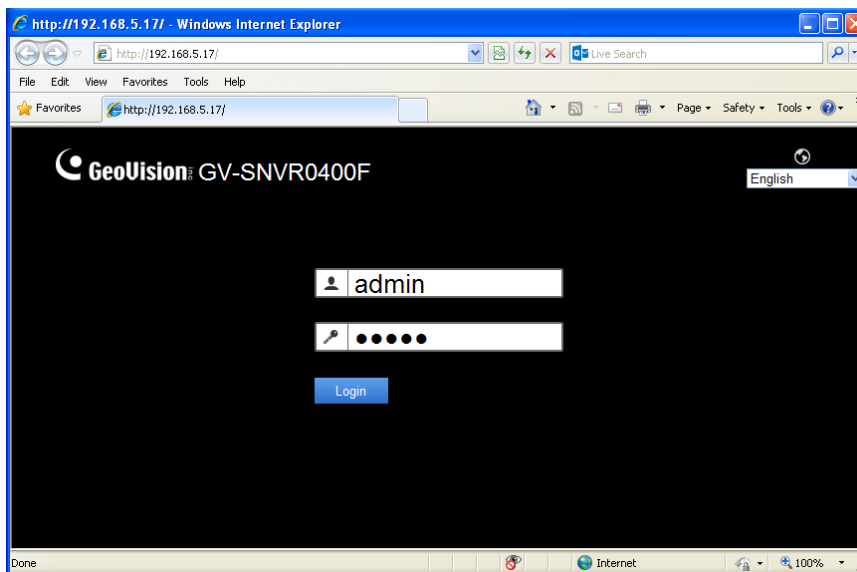 http://192.168.5.17/ - Windows Internet Explorer
http://192.168.5.17/ Live Search
File Edit View Favorites Tools Help
Favorites http://192.168.5.17/ Page Safety Tools
GeoVision GV-SNVR0400F
English
admin
Login
Done Internet 100%